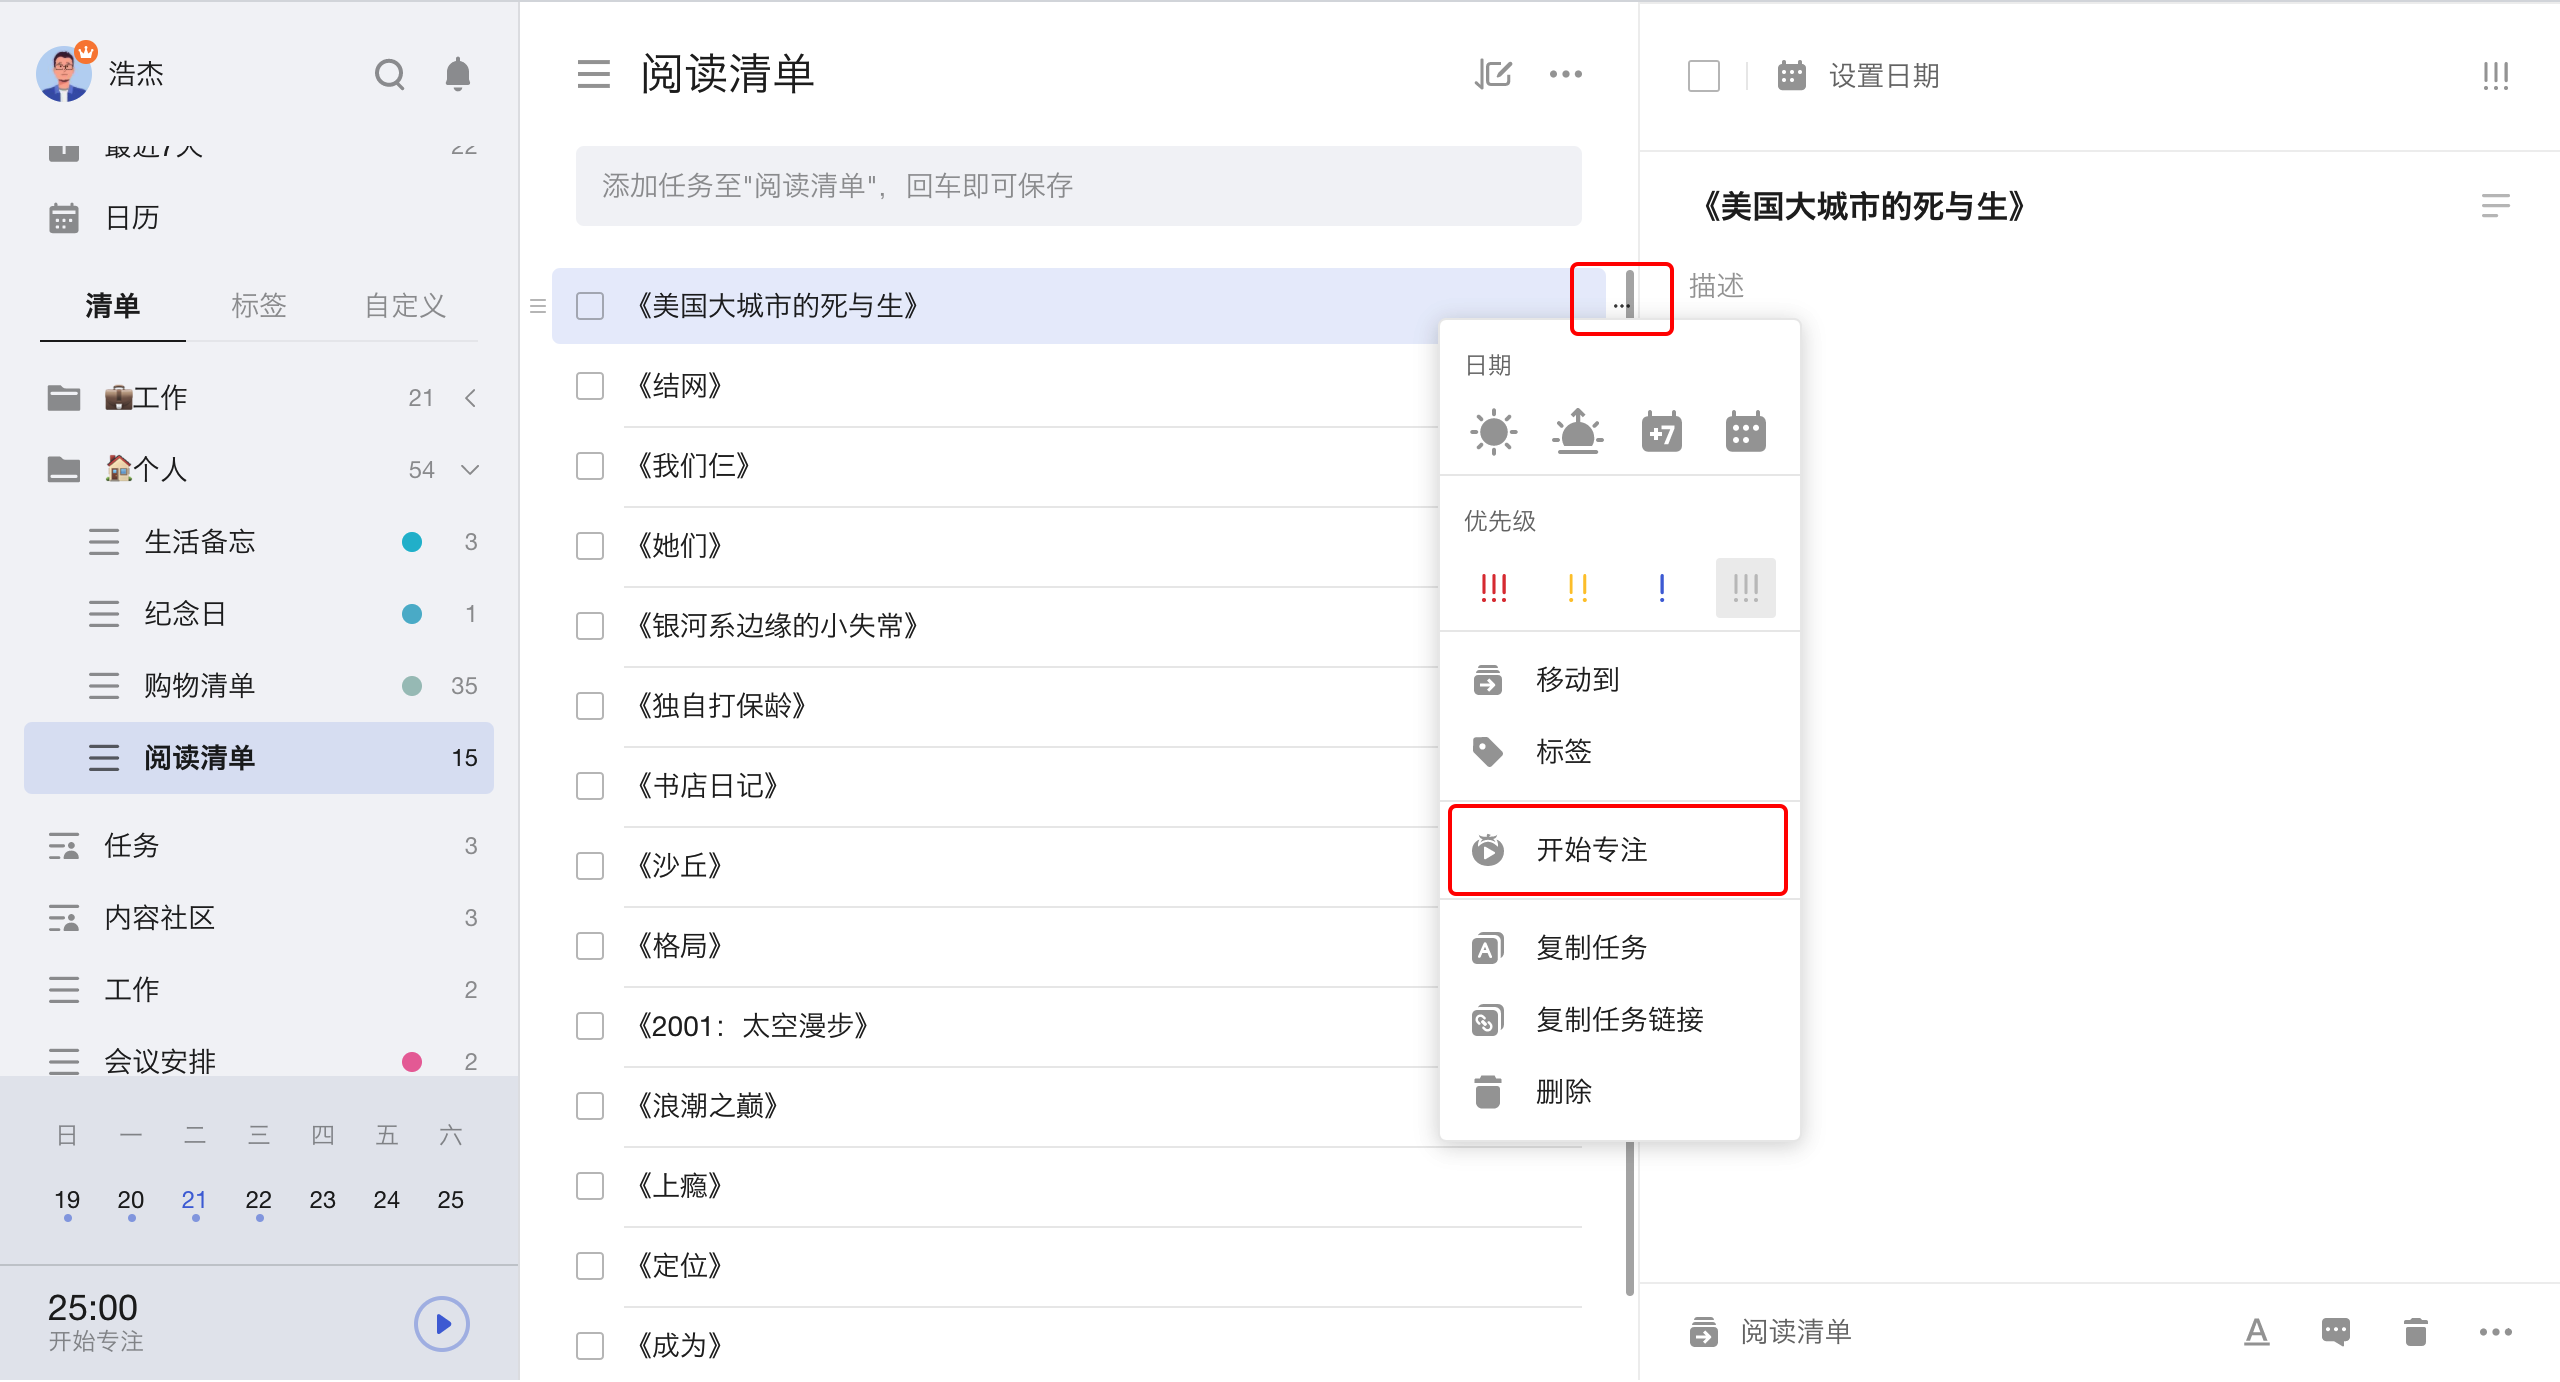 浩杰
最近7天
22
日历
清单 标签 自定义
工作 21
个人 54
生活备忘 3
纪念日 1
购物清单 35
阅读清单 15
任务 3
内容社区 3
工作 2
会议安排 2
日 一 二 三 四 五 六
19 20 21 22 23 24 25
25:00
开始专注
阅读清单
添加任务至"阅读清单"，回车即可保存
《美国大城市的死与生》
《结网》
《我们仨》
《她们》
《银河系边缘的小失常》
《独自打保龄》
《书店日记》
《沙丘》
《格局》
《2001：太空漫步》
《浪潮之巅》
《上瘾》
《定位》
《成为》
日期
+7
优先级
移动到
标签
开始专注
复制任务
复制任务链接
删除
设置日期
《美国大城市的死与生》
描述
阅读清单